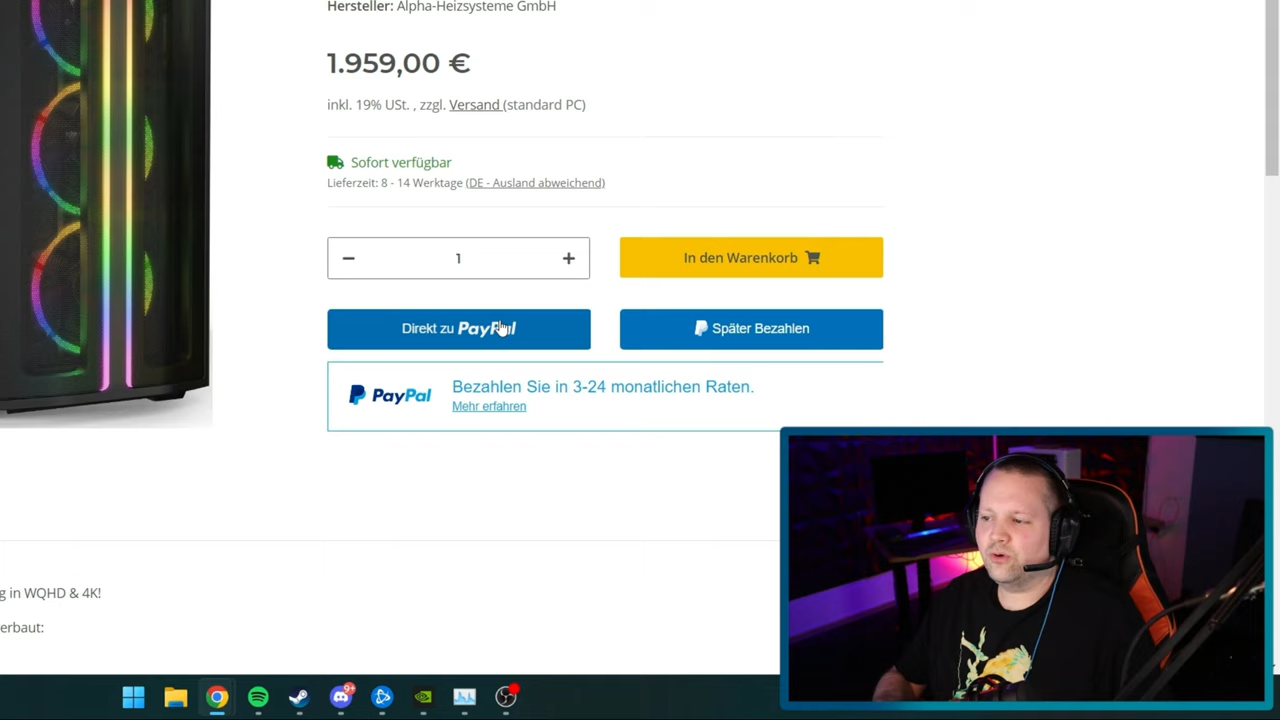 Hersteller: Alpha-Heizsysteme GmbH
1.959,00 €
inkl. 19% USt. , zzgl. Versand (standard PC)
Sofort verfügbar
Lieferzeit: 8 - 14 Werktage (DE - Ausland abweichend)
− 1 +
In den Warenkorb
Direkt zu PayPal
Später Bezahlen
PayPal
Bezahlen Sie in 3-24 monatlichen Raten.
Mehr erfahren
g in WQHD & 4K!
erbaut:
9+